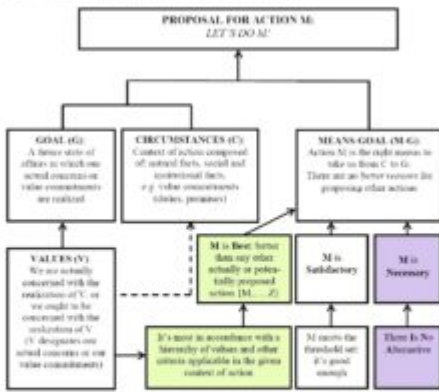 PROPOSAL FOR ACTION M:
LET'S DO M!
GOAL (G):
A future state of
affairs in which our
actual concerns or
value commitments
are realized
CIRCUMSTANCES (C):
Context of action composed
of: natural facts, social and
institutional facts,
e.g. value commitments
(duties, promises)
MEANS-GOAL (M-G):
Action M is the right means to
take us from C to G.
There are no better reasons for
proposing other actions
VALUES (V)
We are actually
concerned with the
realization of V, or we
ought to be
concerned with the
realization of V
(V designates
our actual concerns or our
value commitments)
M is Best: better
than any other
actually or poten-
tially proposed
action [M, ... Z]
M is
Satisfactory
M is
Necessary
It's most in accordance with a
hierarchy of values and other
criteria applicable in the given
context of action
M meets the
threshold set:
it's good
enough
There Is No
Alternative